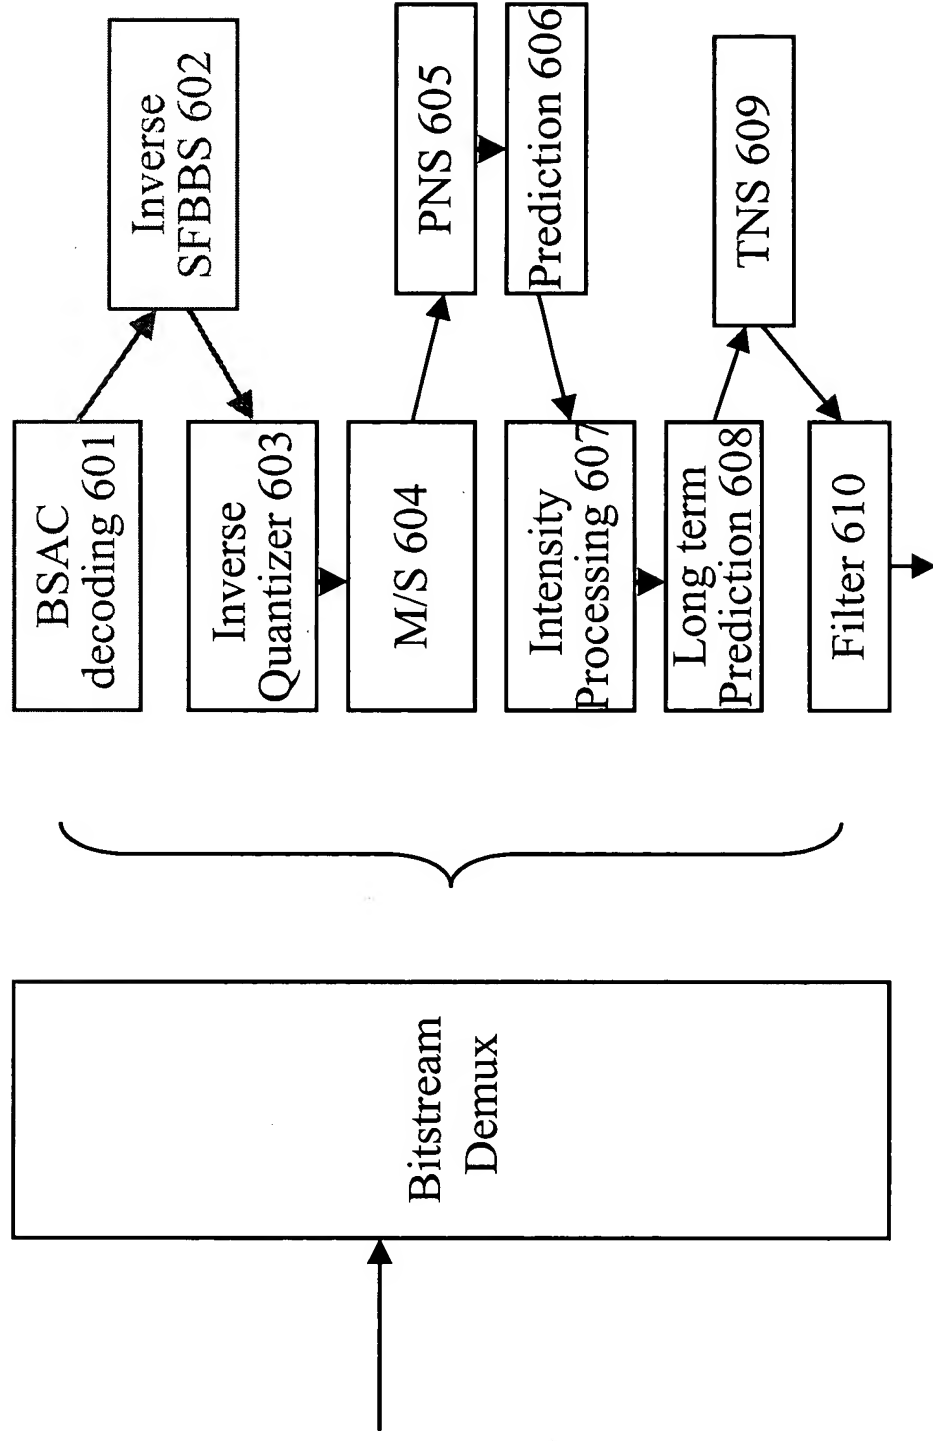 Bitstream
Demux
BSAC
decoding 601
Inverse
SFBBS 602
Inverse
Quantizer 603
M/S 604
PNS 605
Prediction 606
Intensity
Processing 607
Long term
Prediction 608
TNS 609
Filter 610